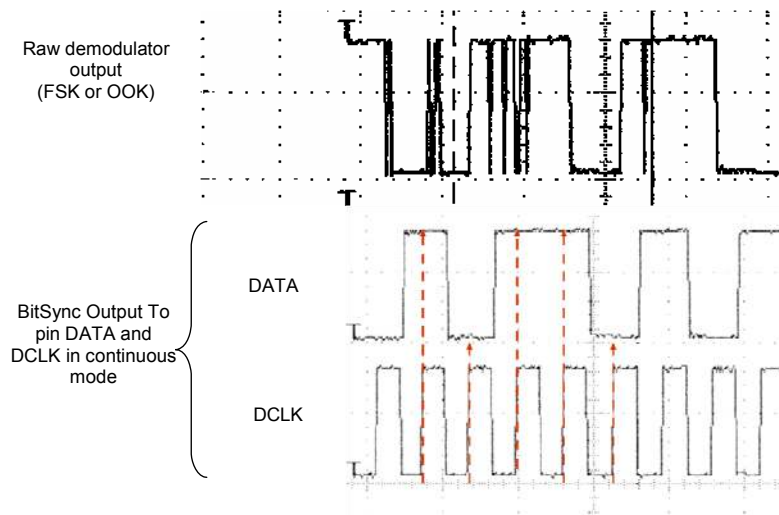 Raw demodulator
output
(FSK or OOK)
BitSync Output To
pin DATA and
DCLK in continuous
mode
DATA
DCLK